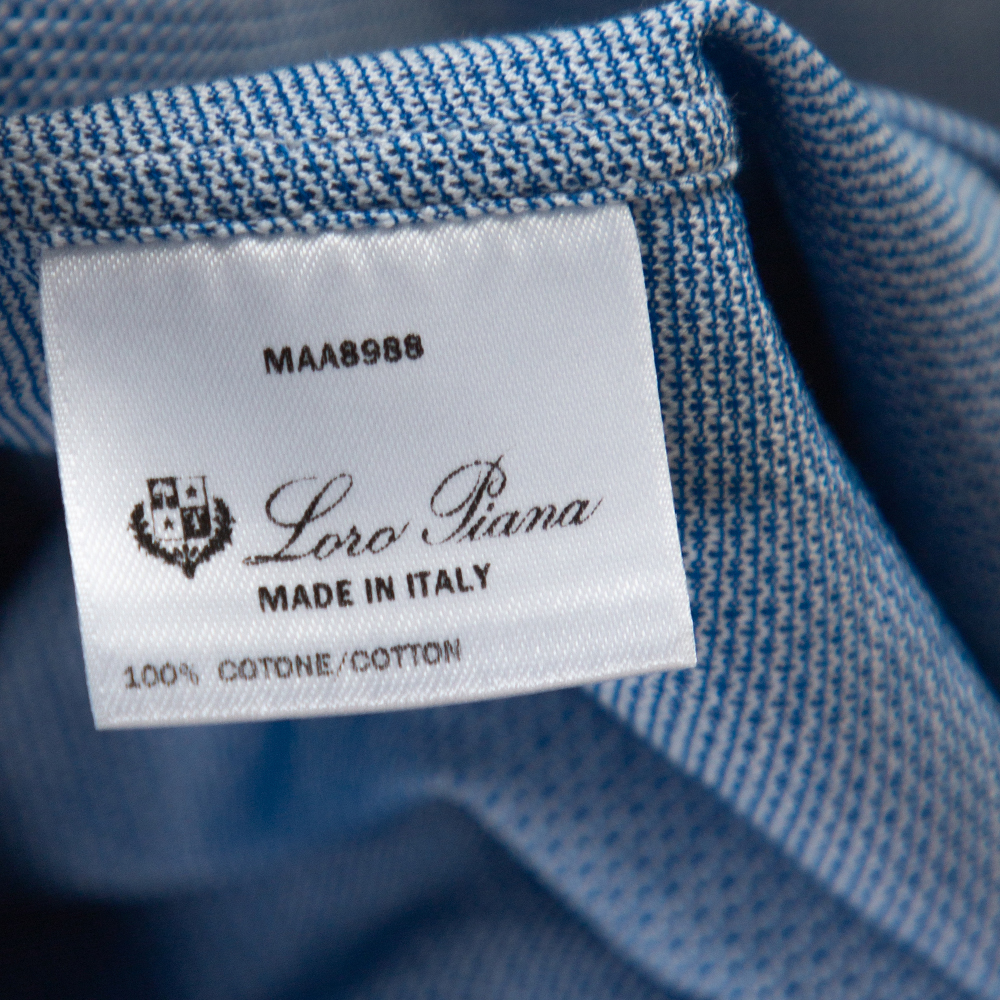 MAA8988
Loro Piana
MADE IN ITALY
100% COTONE/COTTON